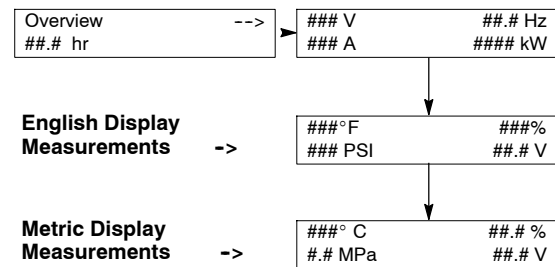 Overview -->
##.# hr
### V ##.# Hz
### A #### kW
English Display
Measurements ->
###°F ###%
### PSI ##.# V
Metric Display
Measurements ->
###° C ##.# %
#.# MPa ##.# V